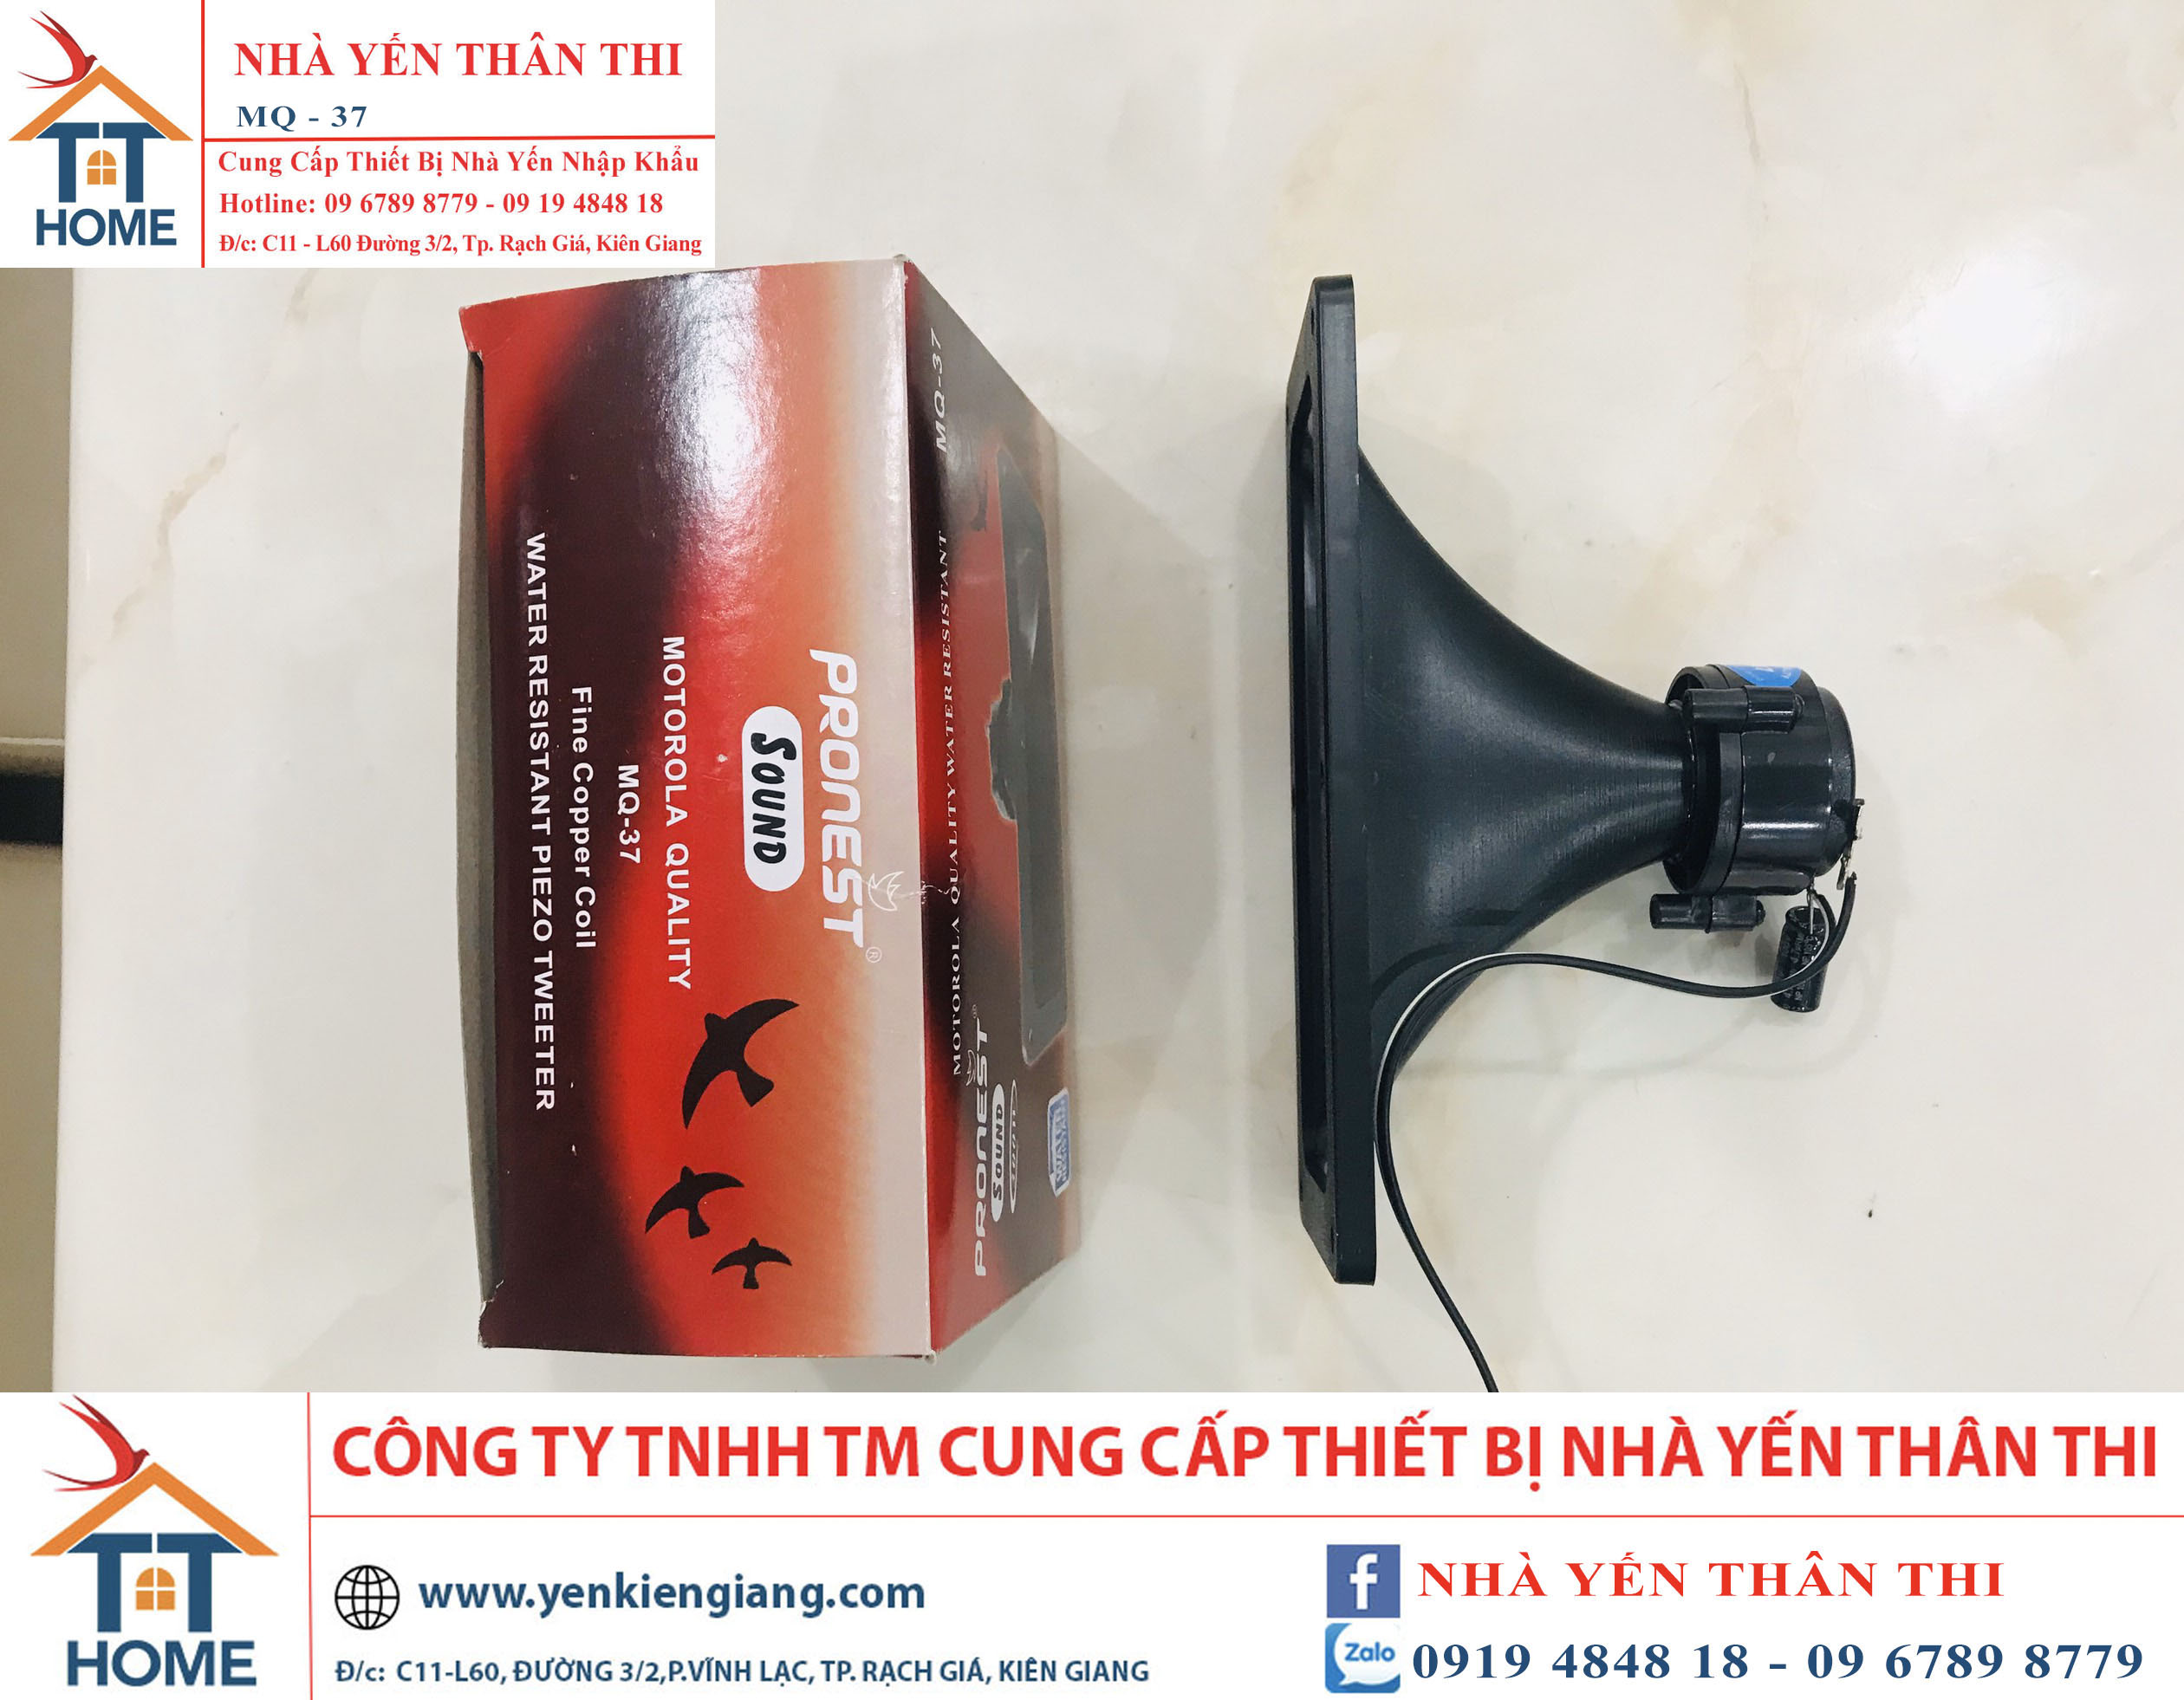 NHÀ YẾN THÂN THI
MQ - 37
Cung Cấp Thiết Bị Nhà Yến Nhập Khẩu
Hotline: 09 6789 8779 - 09 19 4848 18
Đ/c: C11 - L60 Đường 3/2, Tp. Rạch Giá, Kiên Giang
TT
HOME
PRONEST®
SOUND
MOTOROLA QUALITY
MQ-37
Fine Copper Coil
WATER RESISTANT PIEZO TWEETER
MQ-37
MOTOROLA QUALITY WATER RESISTANT
PRONEST®
SOUND
TT
HOME
CÔNG TY TNHH TM CUNG CẤP THIẾT BỊ NHÀ YẾN THÂN THI
www.yenkiengiang.com
Đ/c: C11-L60, ĐƯỜNG 3/2,P.VĨNH LẠC, TP. RẠCH GIÁ, KIÊN GIANG
f NHÀ YẾN THÂN THI
Zalo 0919 4848 18 - 09 6789 8779